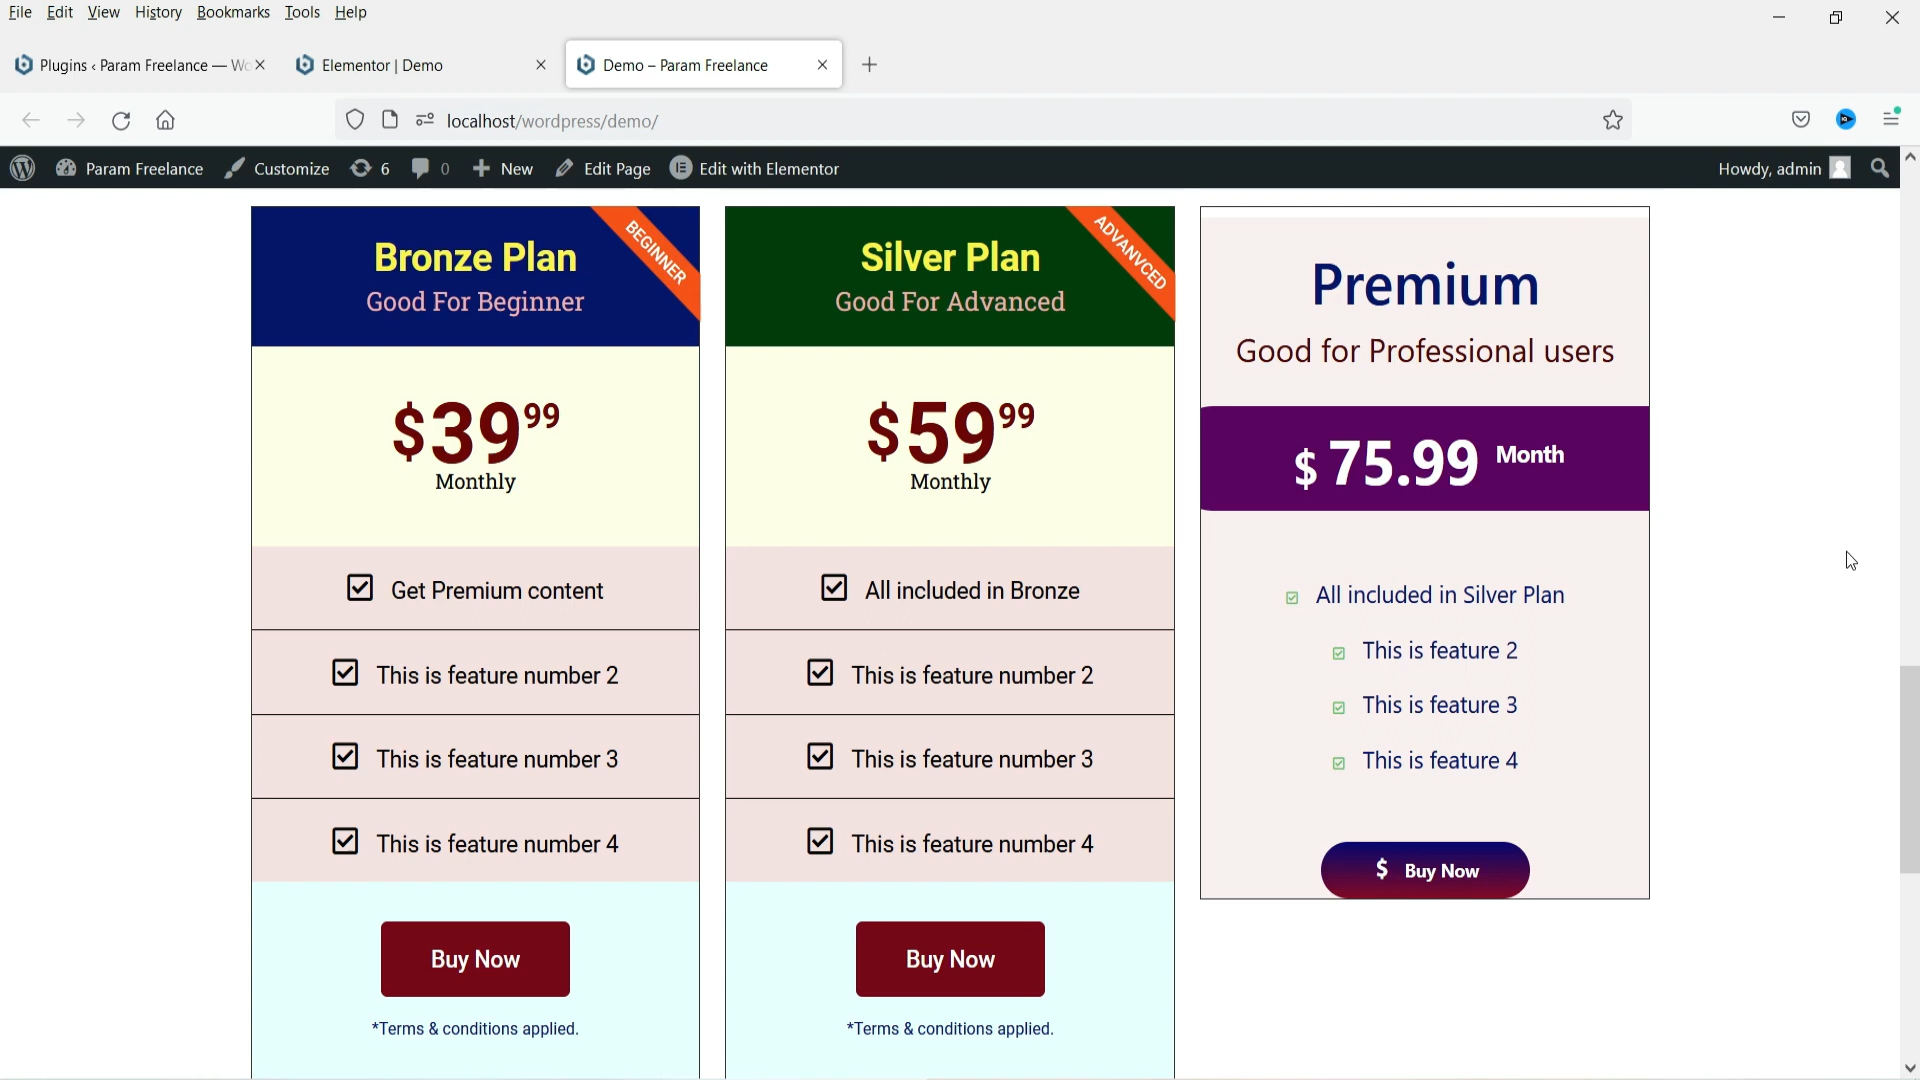 File Edit View History Bookmarks Tools Help
Plugins ‹ Param Freelance — Wo
Elementor | Demo
Demo – Param Freelance
localhost/wordpress/demo/
Param Freelance
Customize
6
0
New
Edit Page
Edit with Elementor
Howdy, admin
Bronze Plan
Good For Beginner
BEGINNER
$39.99
Monthly
Get Premium content
This is feature number 2
This is feature number 3
This is feature number 4
Buy Now
*Terms & conditions applied.
Silver Plan
Good For Advanced
ADVANVCED
$59.99
Monthly
All included in Bronze
This is feature number 2
This is feature number 3
This is feature number 4
Buy Now
*Terms & conditions applied.
Premium
Good for Professional users
$ 75.99 Month
All included in Silver Plan
This is feature 2
This is feature 3
This is feature 4
$ Buy Now